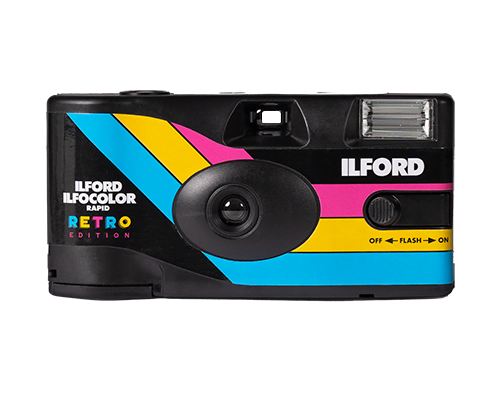 ILFORD
ILFOCOLOR
RAPID
RETRO
EDITION
ILFORD
OFF ◄ FLASH ► ON